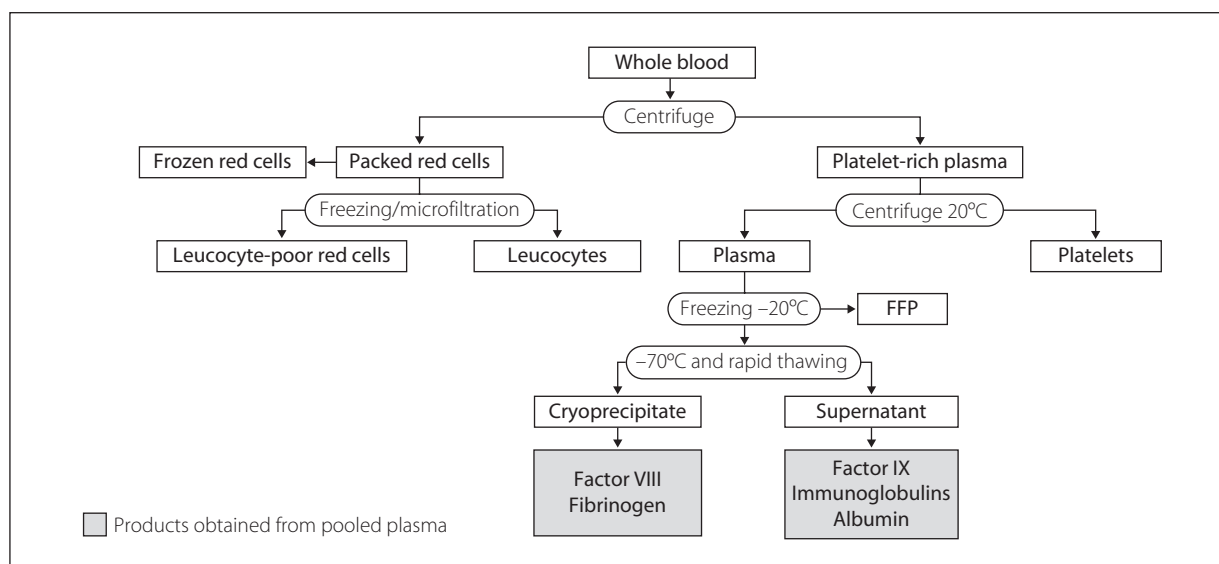 Whole blood
Centrifuge
Frozen red cells
Packed red cells
Platelet-rich plasma
Freezing/microfiltration
Centrifuge 20ºC
Leucocyte-poor red cells
Leucocytes
Plasma
Platelets
Freezing –20ºC
FFP
–70ºC and rapid thawing
Cryoprecipitate
Supernatant
Factor VIII
Fibrinogen
Factor IX
Immunoglobulins
Albumin
Products obtained from pooled plasma